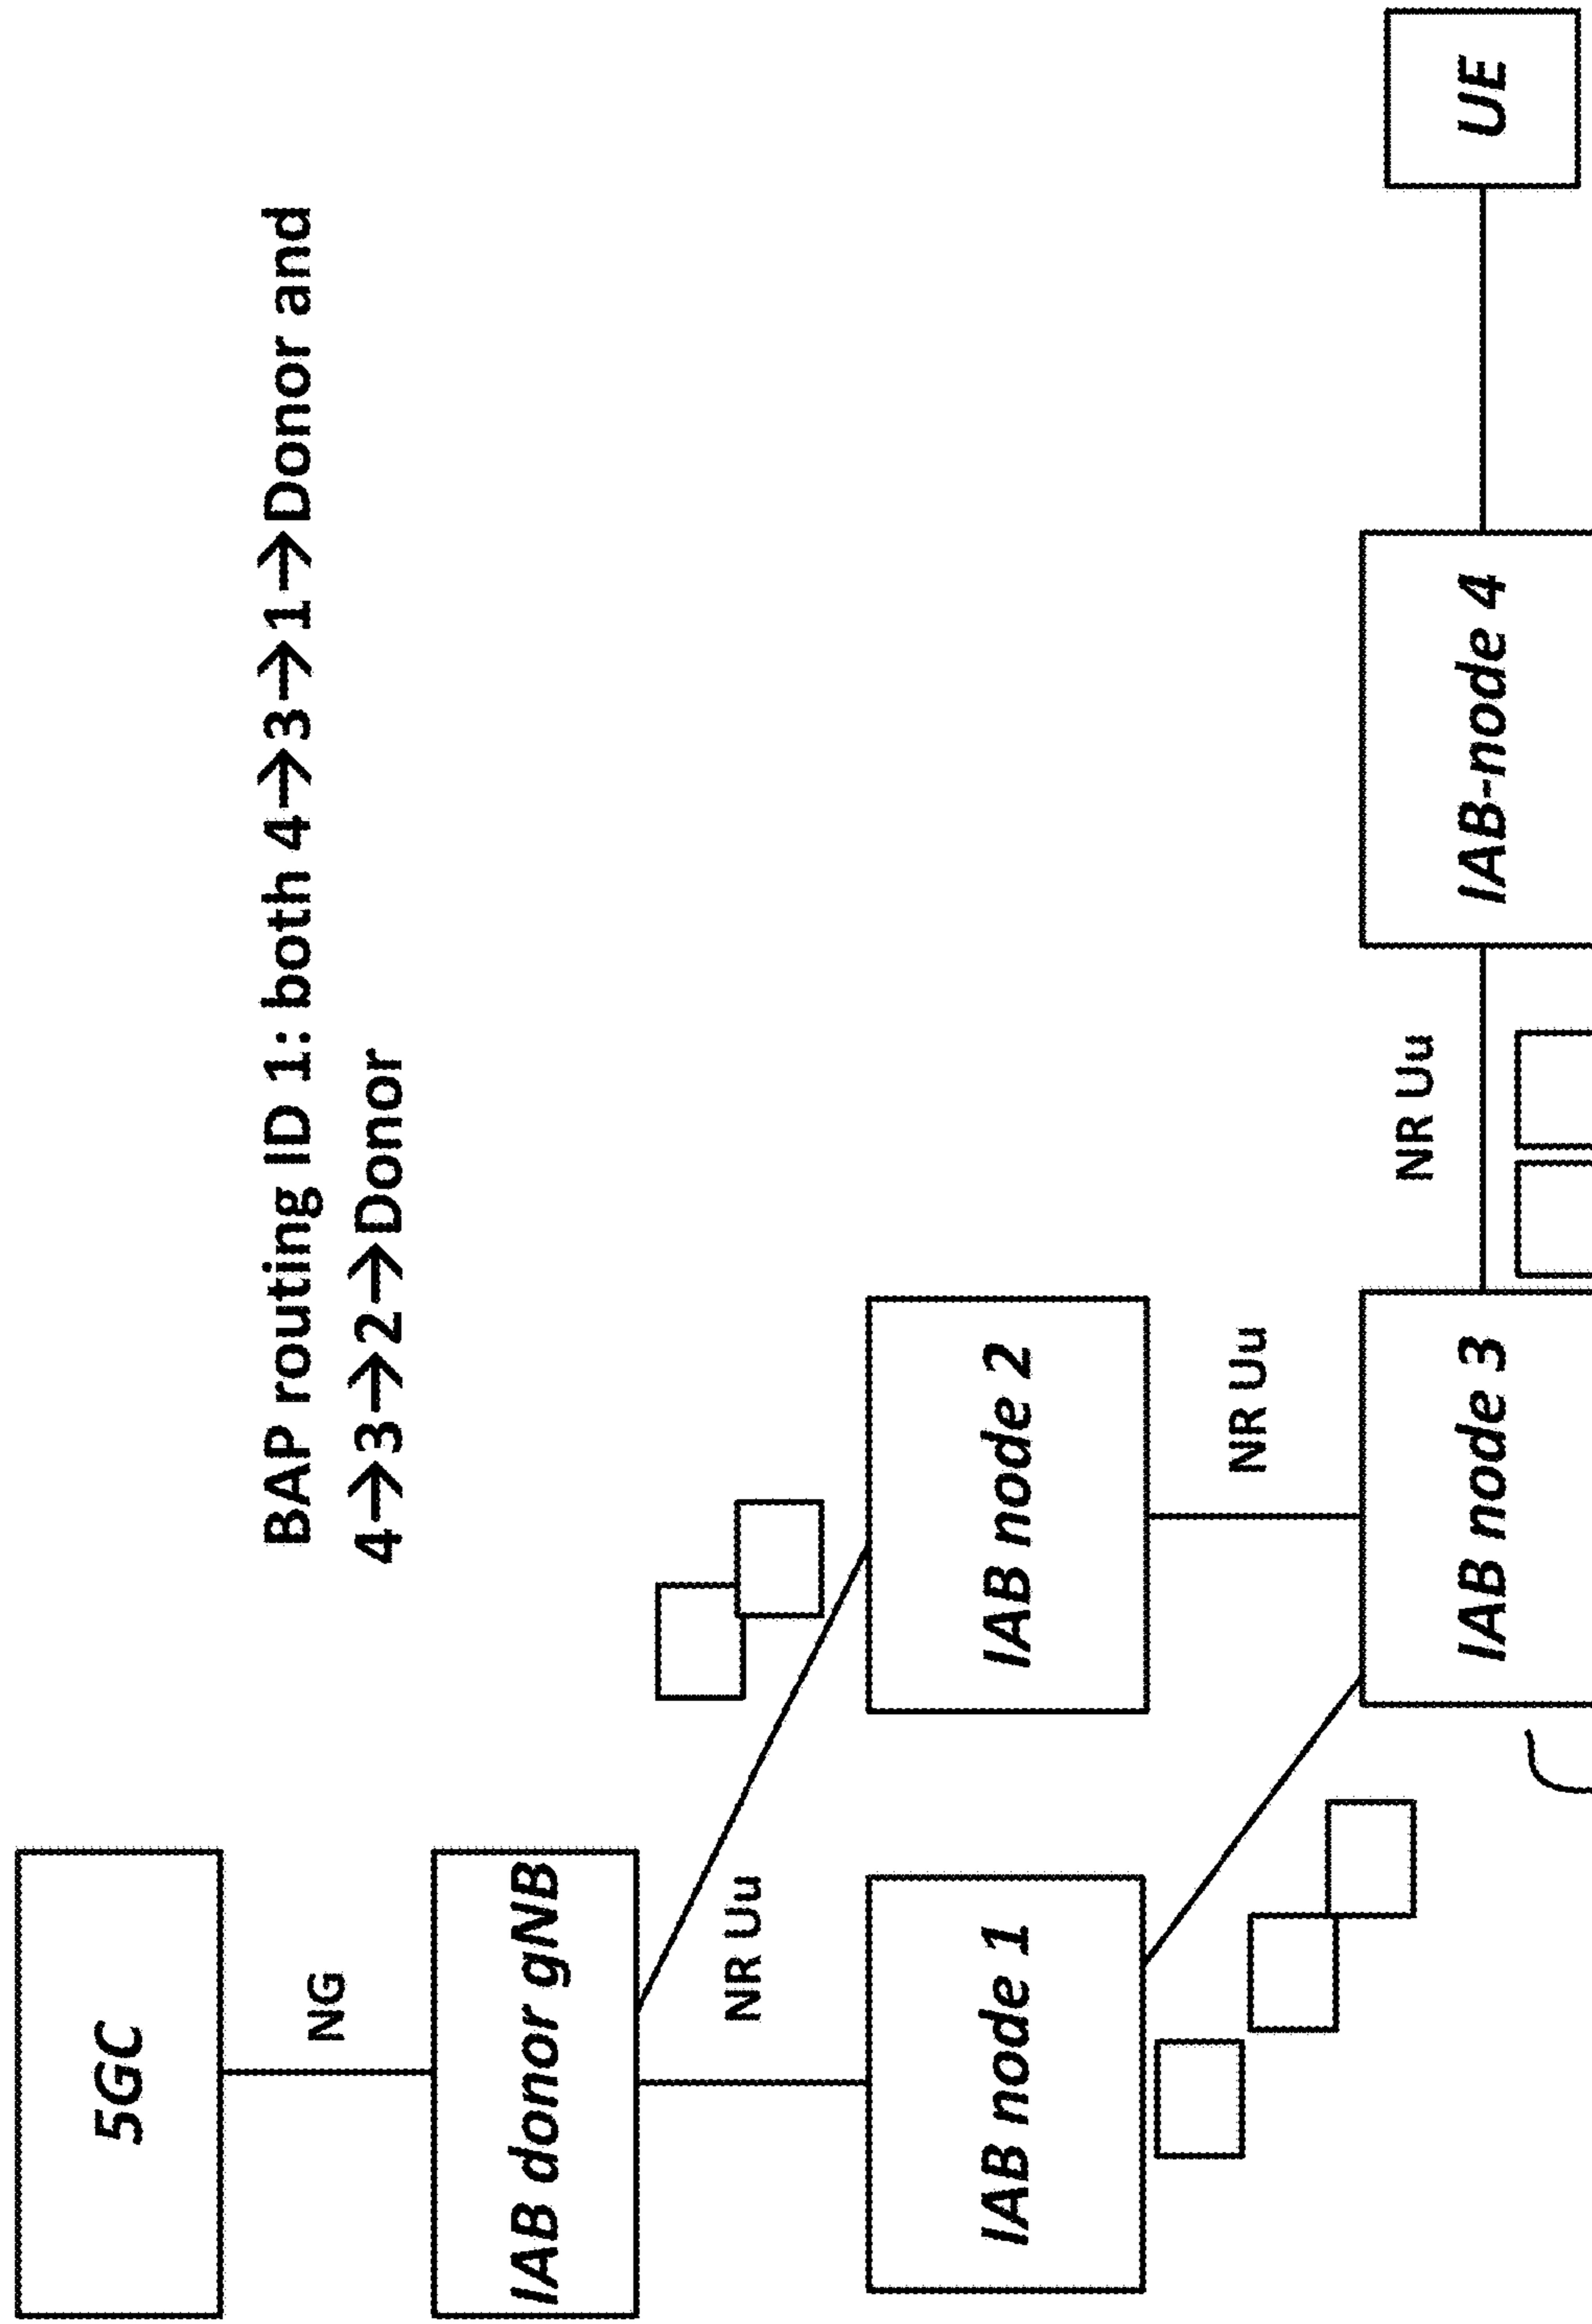 5GC
NG
BAP routing ID 1: both 4→3→1→Donor and
4→3→2→Donor
IAB donor gNB
NR Uu
IAB node 1
IAB node 2
NR Uu
NR Uu
IAB node 3
IAB-node 4
UE